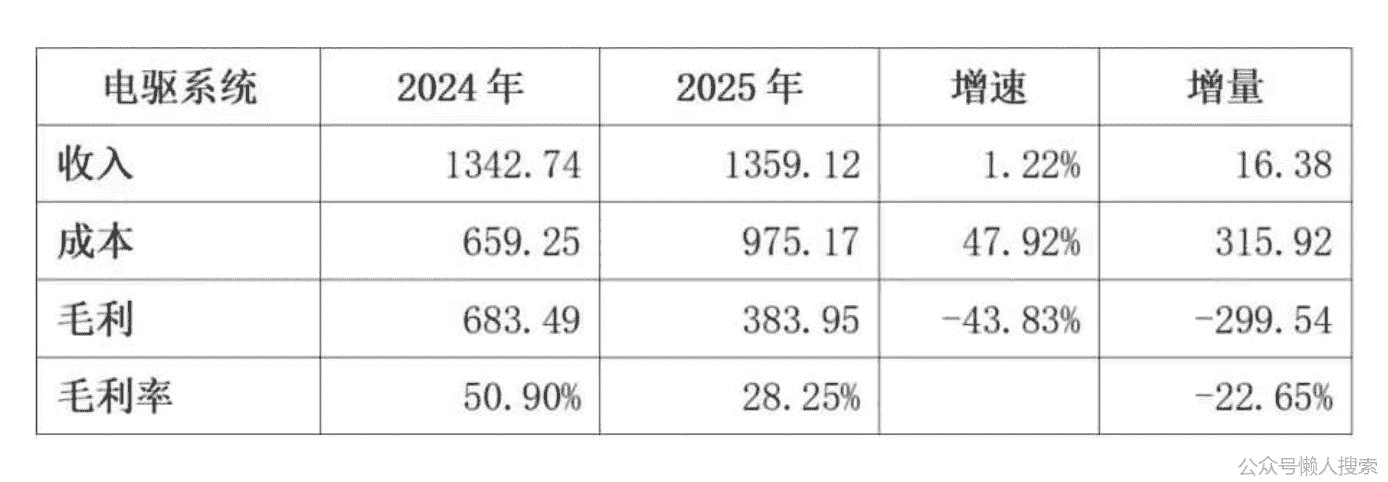 电驱系统 2024年 2025年 增速 增量
收入 1342.74 1359.12 1.22% 16.38
成本 659.25 975.17 47.92% 315.92
毛利 683.49 383.95 -43.83% -299.54
毛利率 50.90% 28.25% -22.65%
公众号懒人搜索